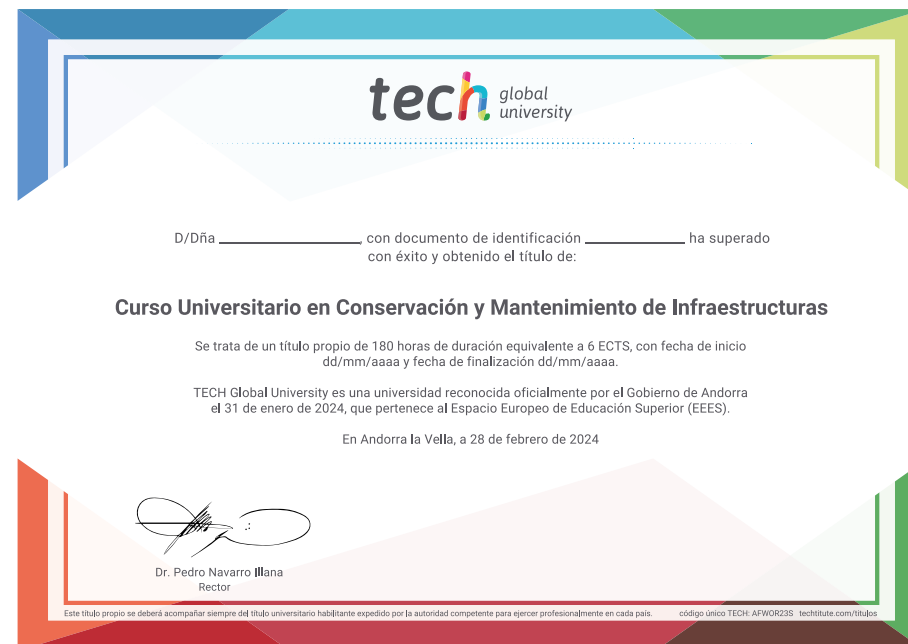 tech global university
D/Dña ____________________, con documento de identificación ______________ ha superado
con éxito y obtenido el título de:
Curso Universitario en Conservación y Mantenimiento de Infraestructuras
Se trata de un título propio de 180 horas de duración equivalente a 6 ECTS, con fecha de inicio
dd/mm/aaaa y fecha de finalización dd/mm/aaaa.
TECH Global University es una universidad reconocida oficialmente por el Gobierno de Andorra
el 31 de enero de 2024, que pertenece al Espacio Europeo de Educación Superior (EEES).
En Andorra la Vella, a 28 de febrero de 2024
Dr. Pedro Navarro Illana
Rector
Este título propio se deberá acompañar siempre del título universitario habilitante expedido por la autoridad competente para ejercer profesionalmente en cada país. código único TECH: AFWOR23S techtitute.com/titulos